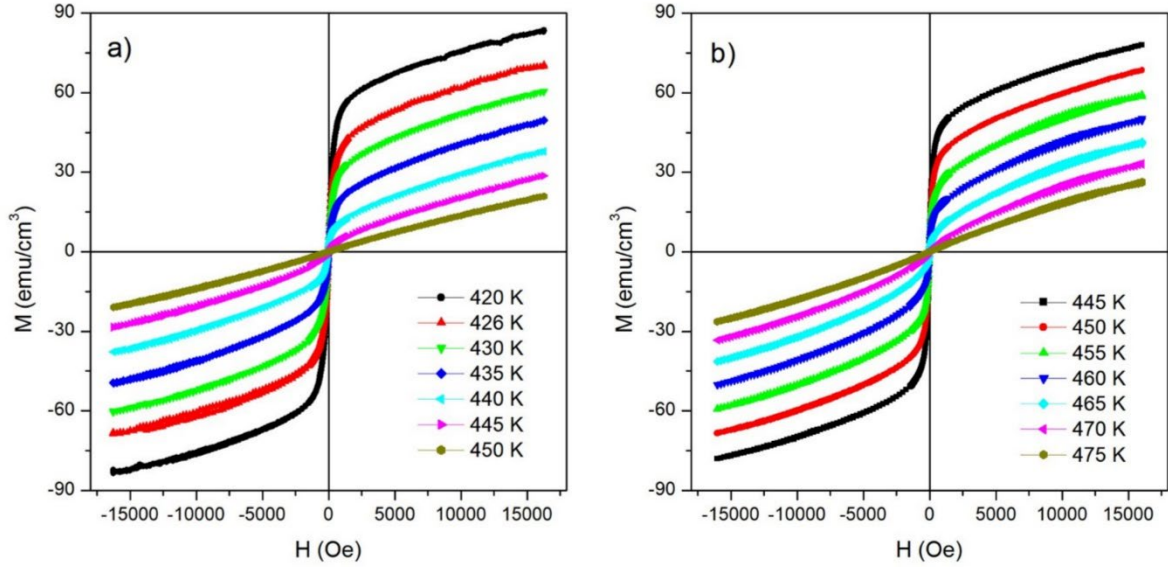 a)
M (emu/cm³)
90
60
30
0
-30
-60
-90
420 K
426 K
430 K
435 K
440 K
445 K
450 K
-15000 -10000 -5000 0 5000 10000 15000
H (Oe)
b)
M (emu/cm³)
90
60
30
0
-30
-60
-90
445 K
450 K
455 K
460 K
465 K
470 K
475 K
-15000 -10000 -5000 0 5000 10000 15000
H (Oe)